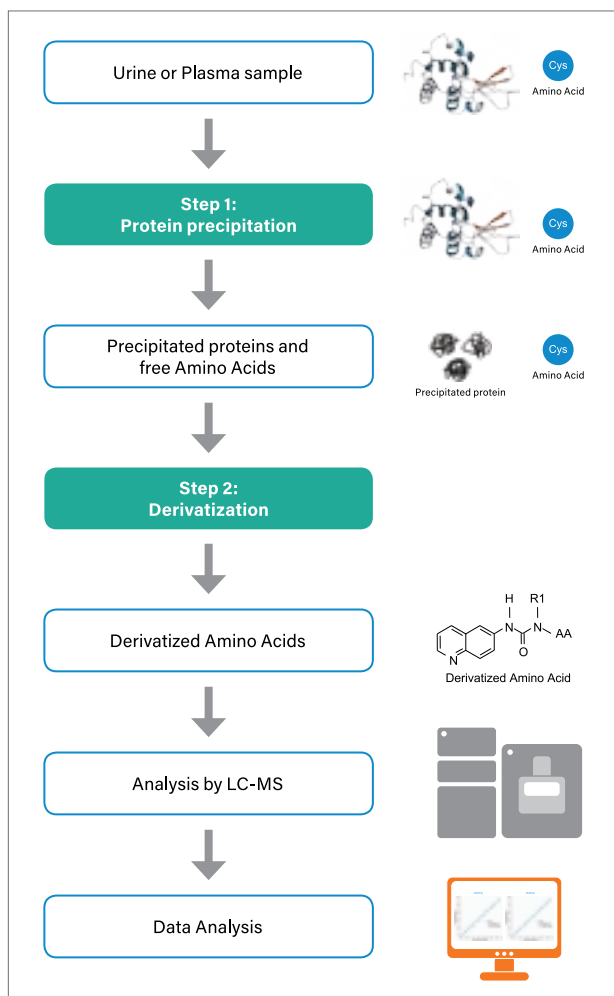 Urine or Plasma sample
Cys
Amino Acid
Step 1:
Protein precipitation
Cys
Amino Acid
Precipitated proteins and
free Amino Acids
Cys
Precipitated protein
Amino Acid
Step 2:
Derivatization
Derivatized Amino Acids
H
R1
N
N
AA
O
N
Derivatized Amino Acid
Analysis by LC-MS
Data Analysis